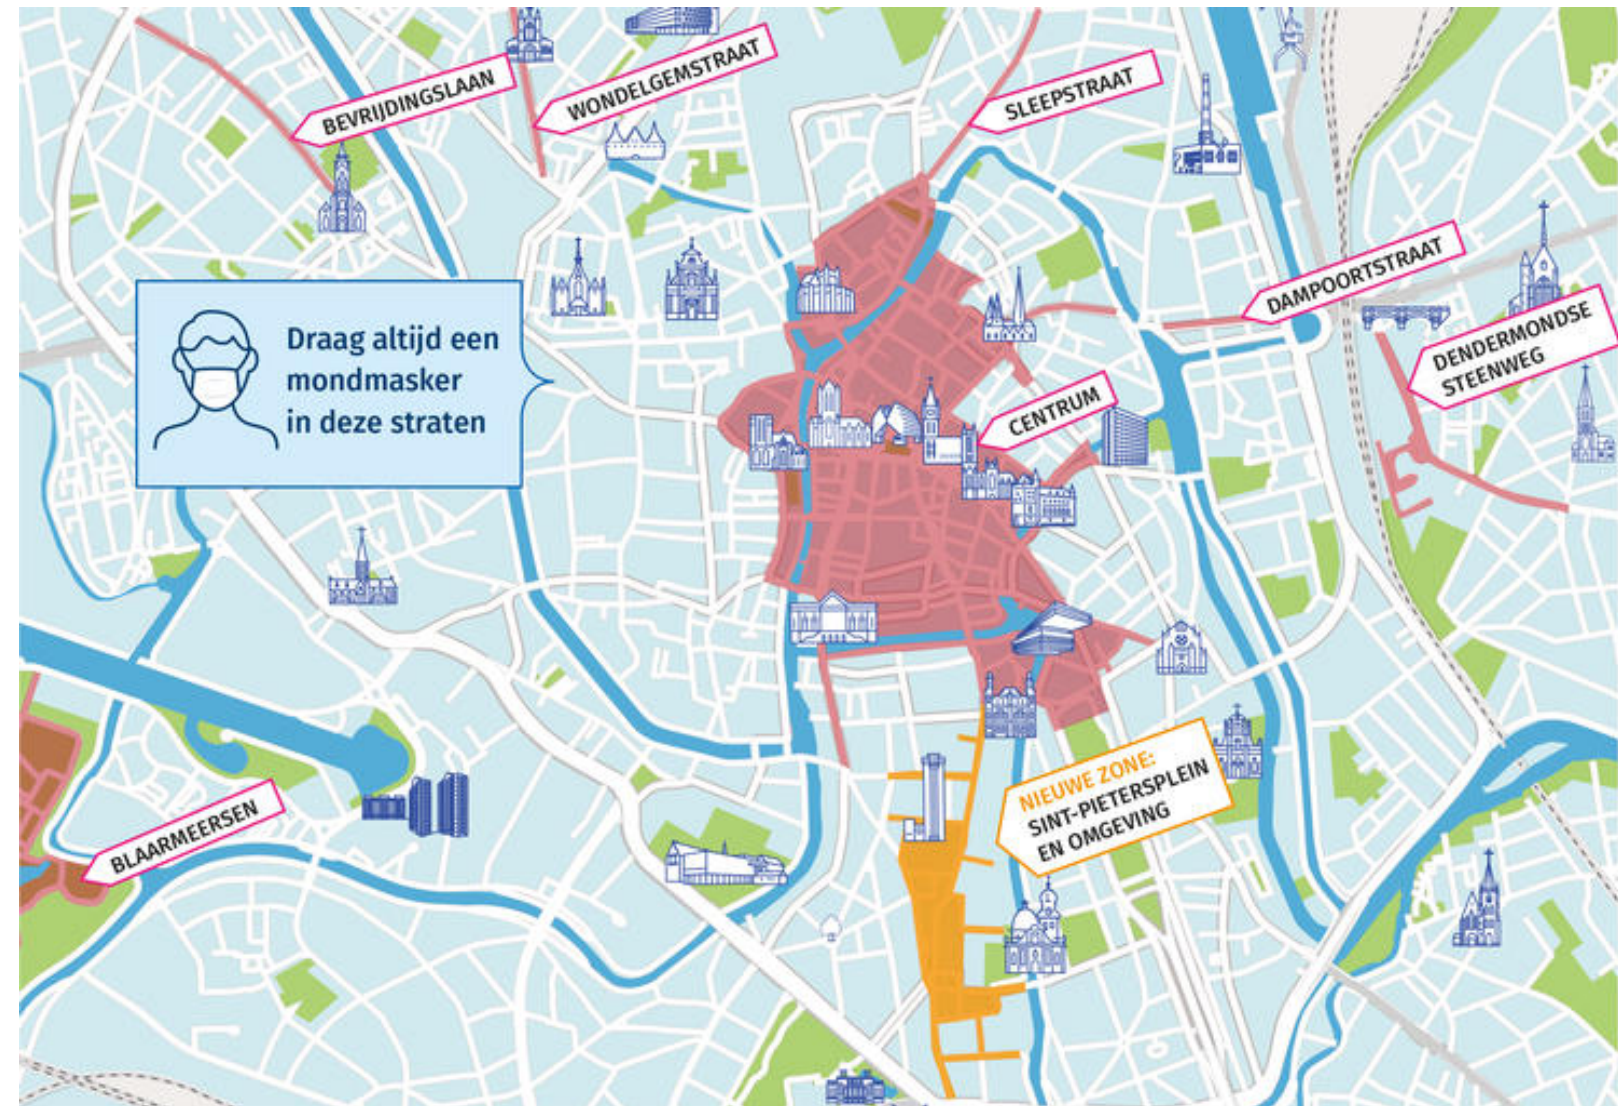 BEVRIJDINGSLAAN
WONDELGEMSTRAAT
SLEEPSTRAAT
DAMPOORTSTRAAT
DENDERMONDSE
STEENWEG
Draag altijd een
mondmasker
in deze straten
CENTRUM
NIEUWE ZONE:
SINT-PIETERSPLEIN
EN OMGEVING
BLAARMEERSEN